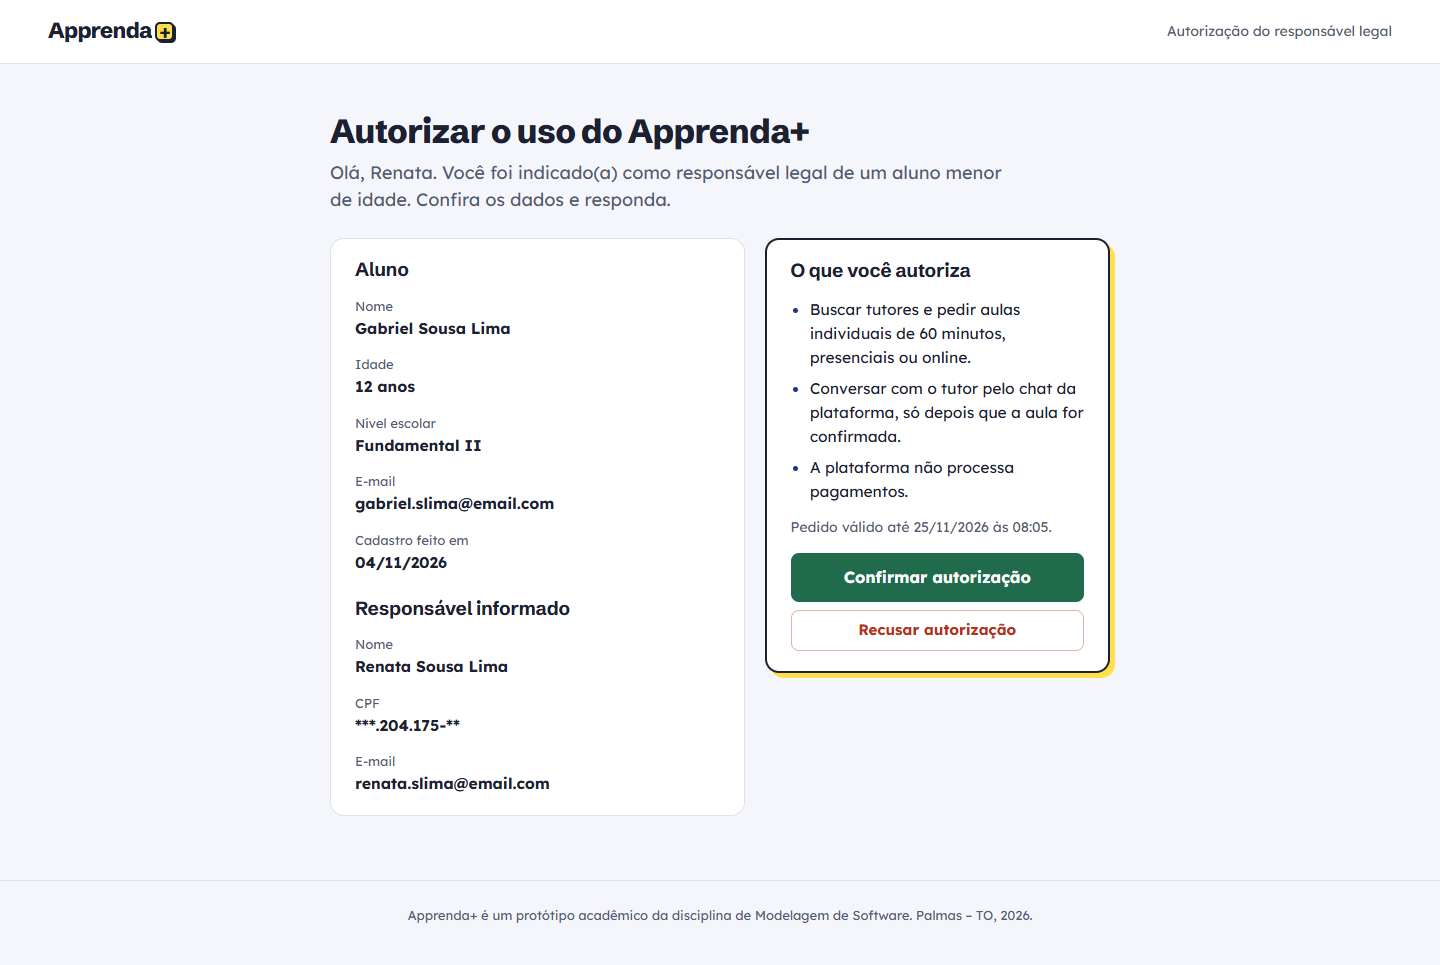 Apprenda+
Autorização do responsável legal
Autorizar o uso do Apprenda+
Olá, Renata. Você foi indicado(a) como responsável legal de um aluno menor
de idade. Confira os dados e responda.
Aluno
Nome
Gabriel Sousa Lima
Idade
12 anos
Nível escolar
Fundamental II
E-mail
gabriel.slima@email.com
Cadastro feito em
04/11/2026
Responsável informado
Nome
Renata Sousa Lima
CPF
***.204.175-**
E-mail
renata.slima@email.com
O que você autoriza
• Buscar tutores e pedir aulas
individuais de 60 minutos,
presenciais ou online.
• Conversar com o tutor pelo chat da
plataforma, só depois que a aula for
confirmada.
• A plataforma não processa
pagamentos.
Pedido válido até 25/11/2026 às 08:05.
Confirmar autorização
Recusar autorização
Apprenda+ é um protótipo acadêmico da disciplina de Modelagem de Software. Palmas – TO, 2026.